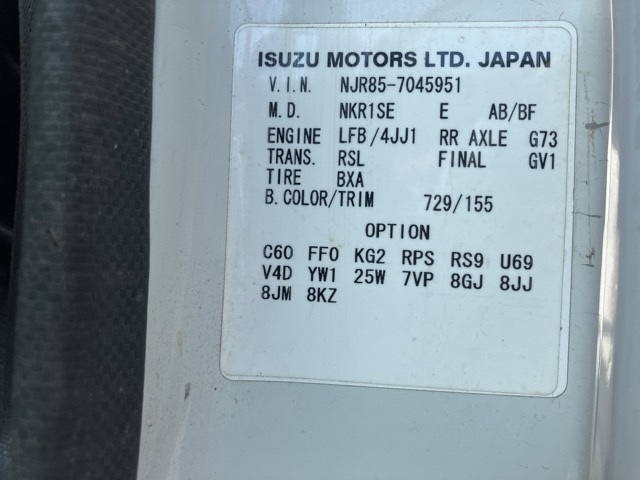 ISUZU MOTORS LTD. JAPAN
V.I.N. NJR85-7045951
M.D. NKR1SE E AB/BF
ENGINE LFB/4JJ1 RR AXLE G73
TRANS. RSL FINAL GV1
TIRE BXA
B.COLOR/TRIM 729/155
OPTION
C60 FF0 KG2 RPS RS9 U69
V4D YW1 25W 7VP 8GJ 8JJ
8JM 8KZ